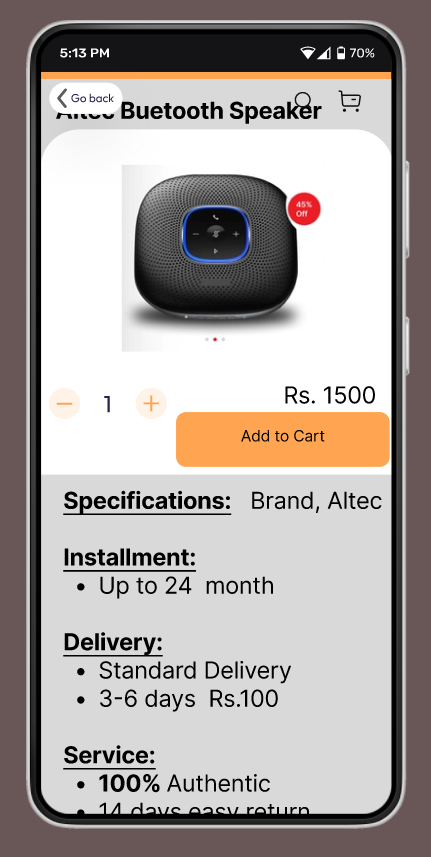 5:13 PM 70%
Go back
Altec Buetooth Speaker
45%
Off
1 Rs. 1500
Add to Cart
Specifications: Brand, Altec
Installment:
• Up to 24 month
Delivery:
• Standard Delivery
• 3-6 days Rs.100
Service:
• 100% Authentic
• 14 days easy return